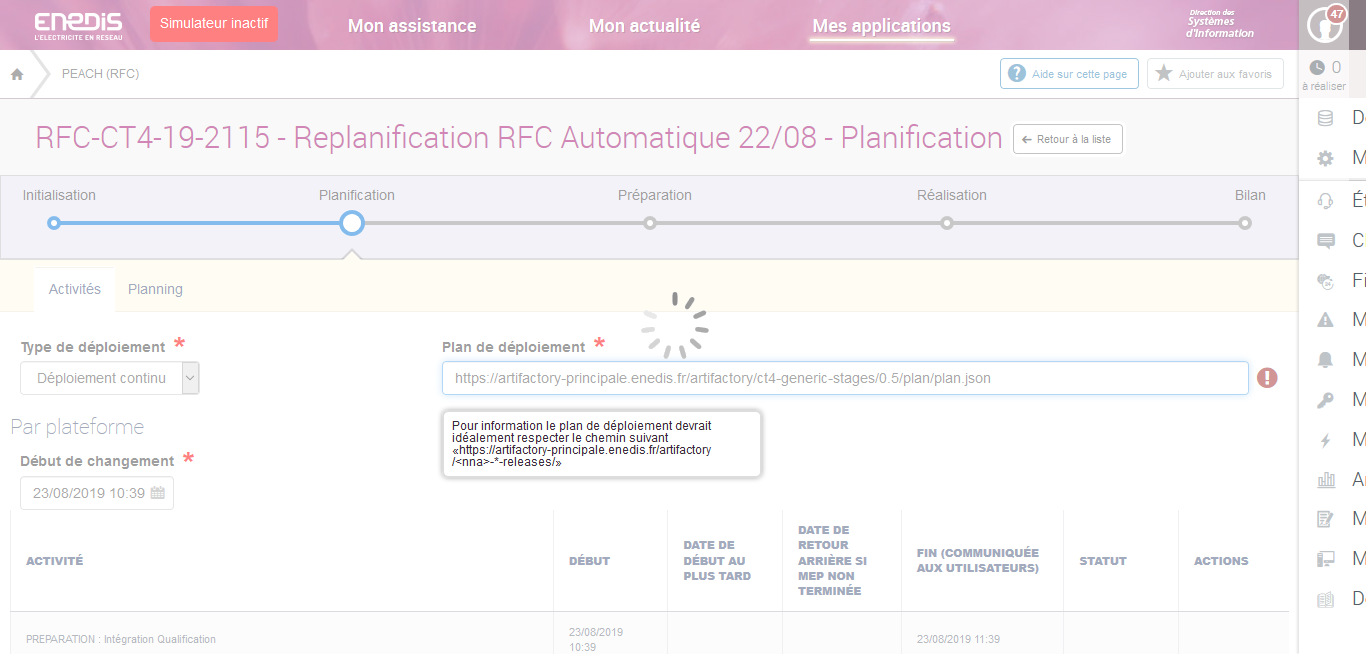 ENEDIS
L'ELECTRICITE EN RESEAU
Simulateur inactif
Mon assistance
Mon actualité
Mes applications
Direction des
Systèmes
d'Information
47
PEACH (RFC)
? Aide sur cette page
Ajouter aux favoris
0
à réaliser
RFC-CT4-19-2115 - Replanification RFC Automatique 22/08 - Planification
← Retour à la liste
Initialisation
Planification
Préparation
Réalisation
Bilan
Activités
Planning
Type de déploiement *
Plan de déploiement *
Déploiement continu
https://artifactory-principale.enedis.fr/artifactory/ct4-generic-stages/0.5/plan/plan.json
!
Pour information le plan de déploiement devrait
idéalement respecter le chemin suivant
«https://artifactory-principale.enedis.fr/artifactory
/<nna>-*-releases/»
Par plateforme
Début de changement *
23/08/2019 10:39
ACTIVITÉ
DÉBUT
DATE DE
DÉBUT AU
PLUS TARD
DATE DE
RETOUR
ARRIÈRE SI
MEP NON
TERMINÉE
FIN (COMMUNIQUÉE
AUX UTILISATEURS)
STATUT
ACTIONS
PREPARATION : Intégration Qualification
23/08/2019
10:39
23/08/2019 11:39